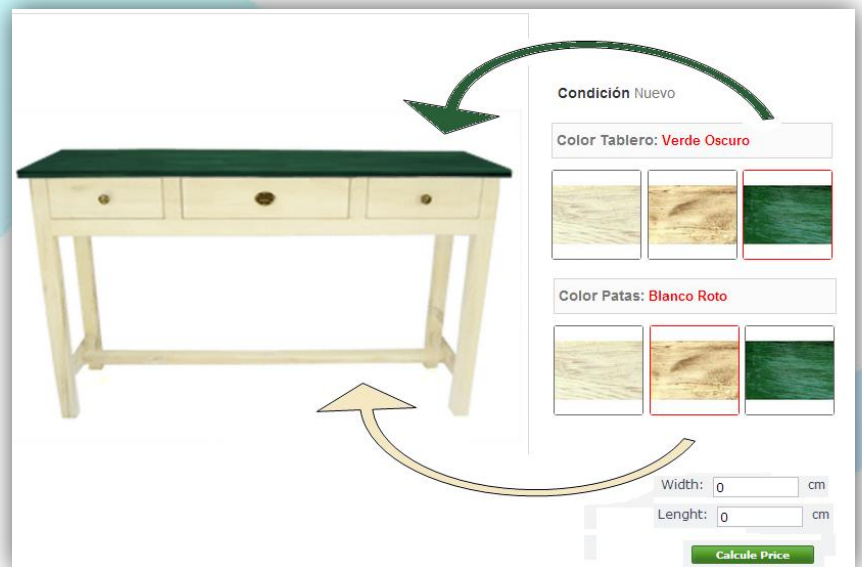 Condición Nuevo
Color Tablero: Verde Oscuro
Color Patas: Blanco Roto
Width: 0 cm
Lenght: 0 cm
Calcule Price